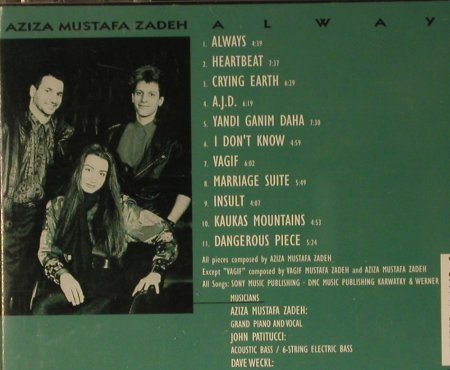 AZIZA MUSTAFA ZADEH ALWAY
1. ALWAYS 4:39
2. HEARTBEAT 7:37
3. CRYING EARTH 6:29
4. A.J.D. 6:19
5. YANDI GANIM DAHA 7:30
6. I DON'T KNOW 4:59
7. VAGIF 6:02
8. MARRIAGE SUITE 5:49
9. INSULT 4:07
10. KAUKAS MOUNTAINS 4:53
11. DANGEROUS PIECE 5:24
All pieces composed by AZIZA MUSTAFA ZADEH
Except "VAGIF" composed by VAGIF MUSTAFA ZADEH and AZIZA MUSTAFA ZADEH
All Songs: SONY MUSIC PUBLISHING - DMC MUSIC PUBLISHING KARWATKY & WERNER
MUSICIANS
AZIZA MUSTAFA ZADEH:
GRAND PIANO AND VOCAL
JOHN PATITUCCI:
ACOUSTIC BASS / 6-STRING ELECTRIC BASS
DAVE WECKL: